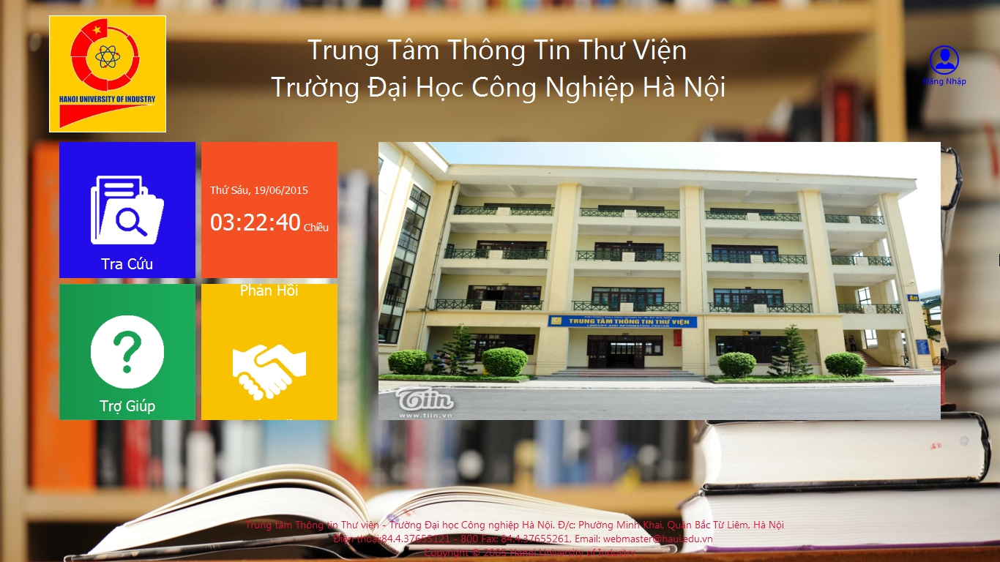 Trung Tâm Thông Tin Thư Viện
Trường Đại Học Công Nghiệp Hà Nội
HANOI UNIVERSITY OF INDUSTRY
Đăng Nhập
Tra Cứu
Thứ Sáu, 19/06/2015
03:22:40 Chiều
Trợ Giúp
Phản Hồi
TRUNG TÂM THÔNG TIN THƯ VIỆN
LIBRARY AND INFORMATION CENTER
Tiin
www.tiin.vn
Trung tâm Thông tin Thư viện - Trường Đại học Công nghiệp Hà Nội. Đ/c: Phường Minh Khai, Quận Bắc Từ Liêm, Hà Nội
Điện thoại:84.4.37655121 - 800 Fax: 84.4.37655261, Email: webmaster@haui.edu.vn
Copyright © 2005 Hanoi University of Industry